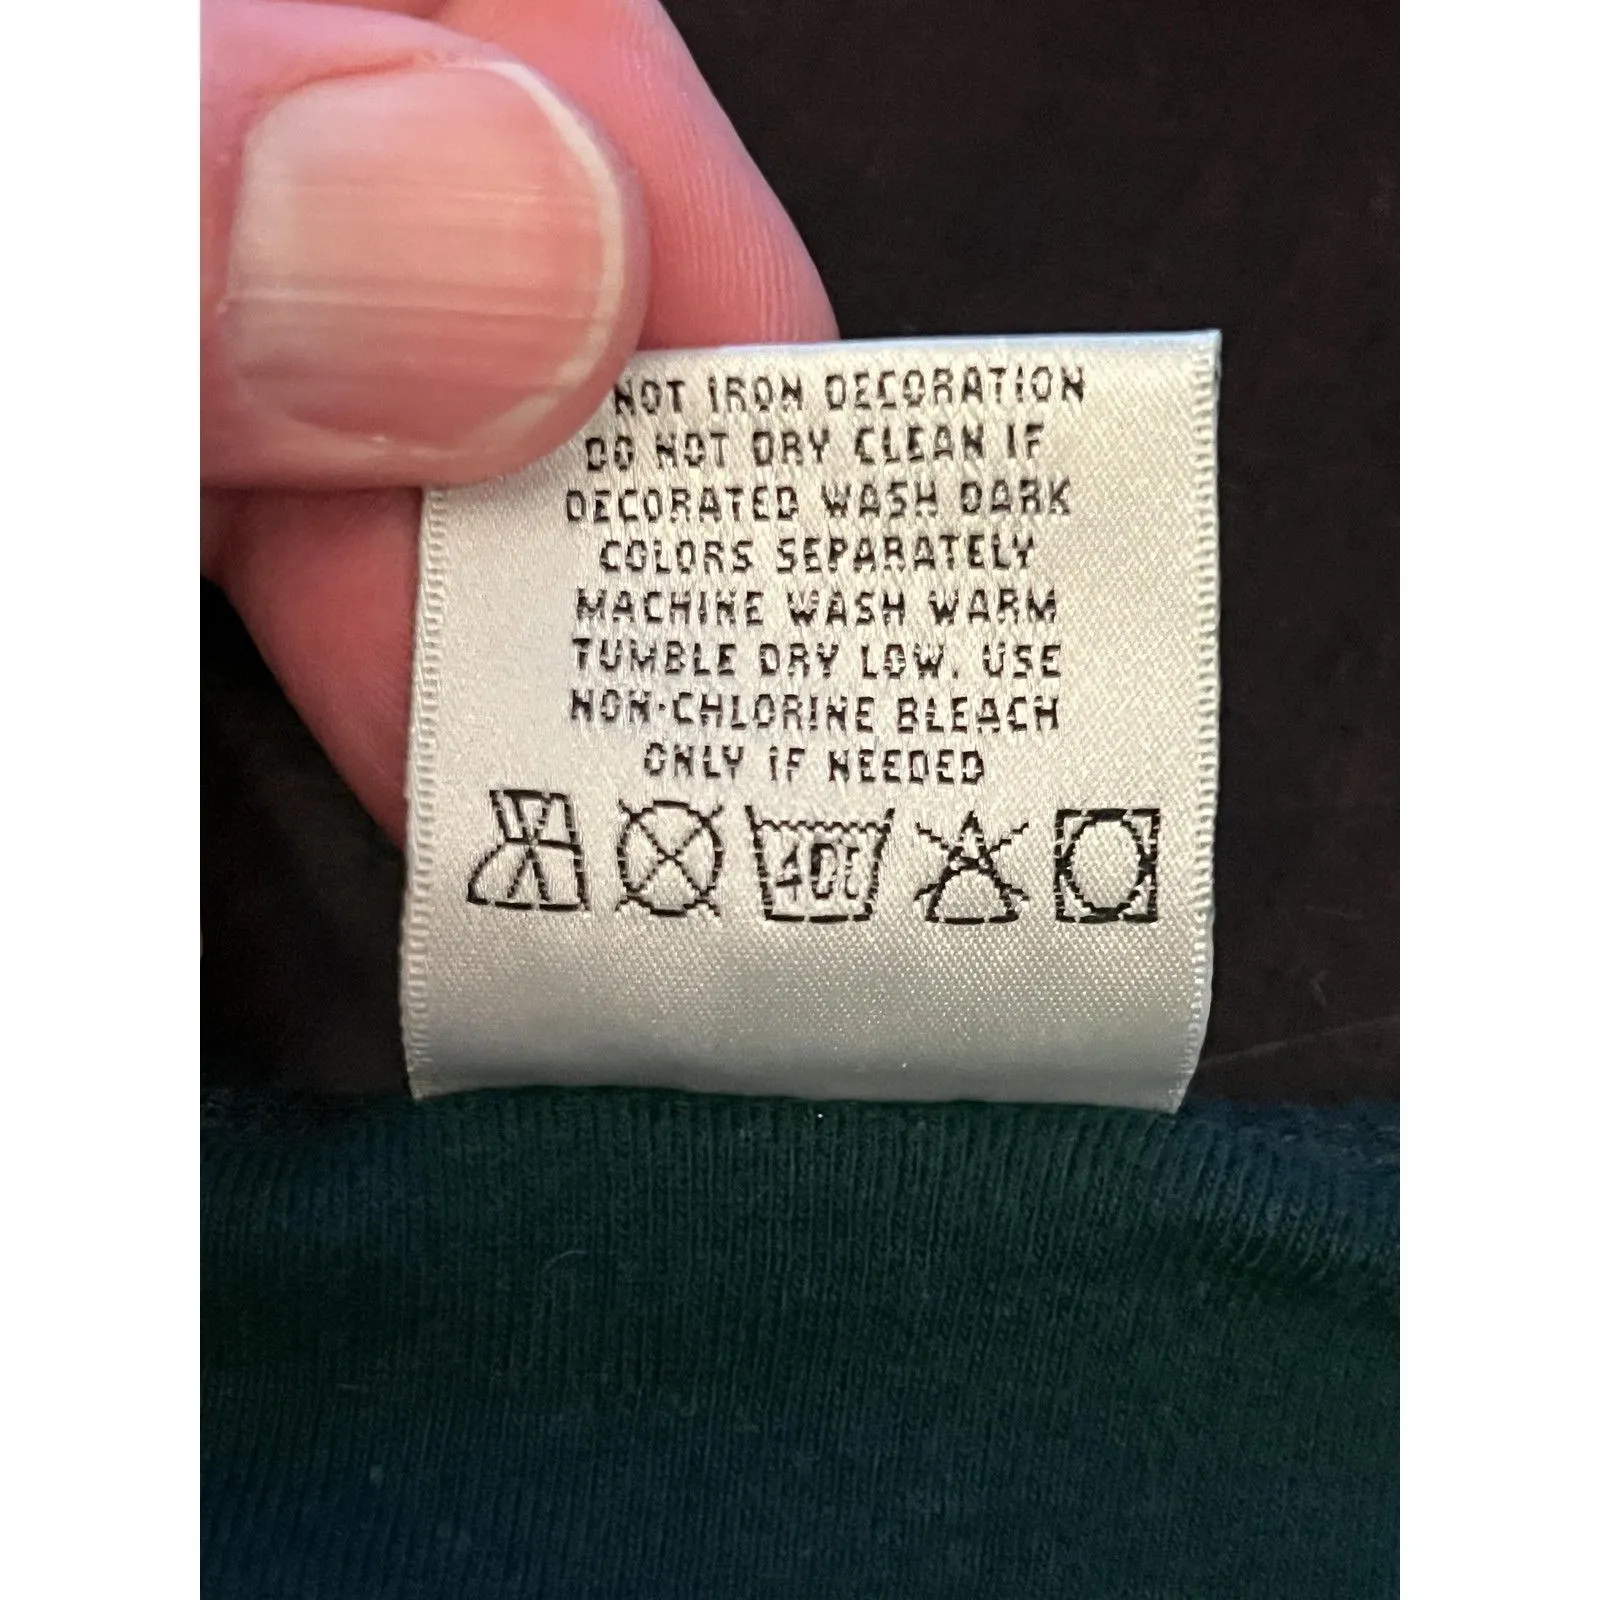 NOT IRON DECORATION
DO NOT DRY CLEAN IF
DECORATED WASH DARK
COLORS SEPARATELY
MACHINE WASH WARM
TUMBLE DRY LOW. USE
NON-CHLORINE BLEACH
ONLY IF NEEDED
40C